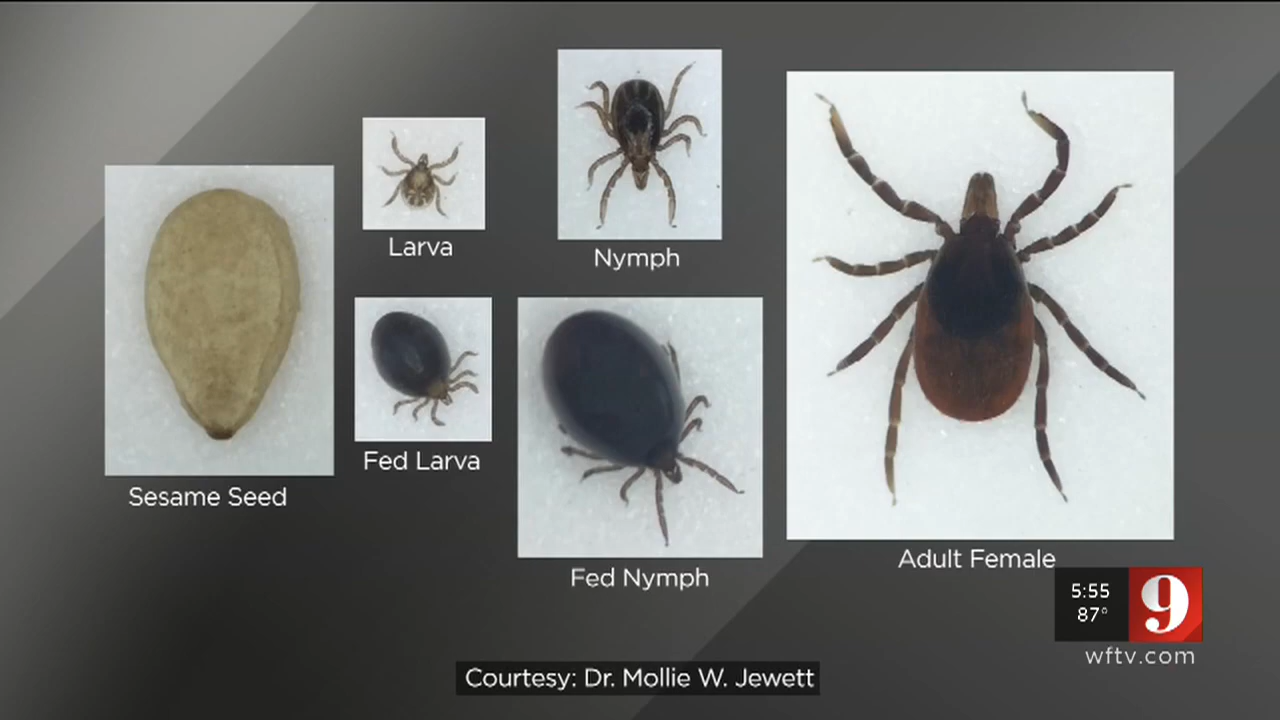 Larva
Nymph
Fed Larva
Sesame Seed
Fed Nymph
Adult Female
5:55
87°
9
wftv.com
Courtesy: Dr. Mollie W. Jewett